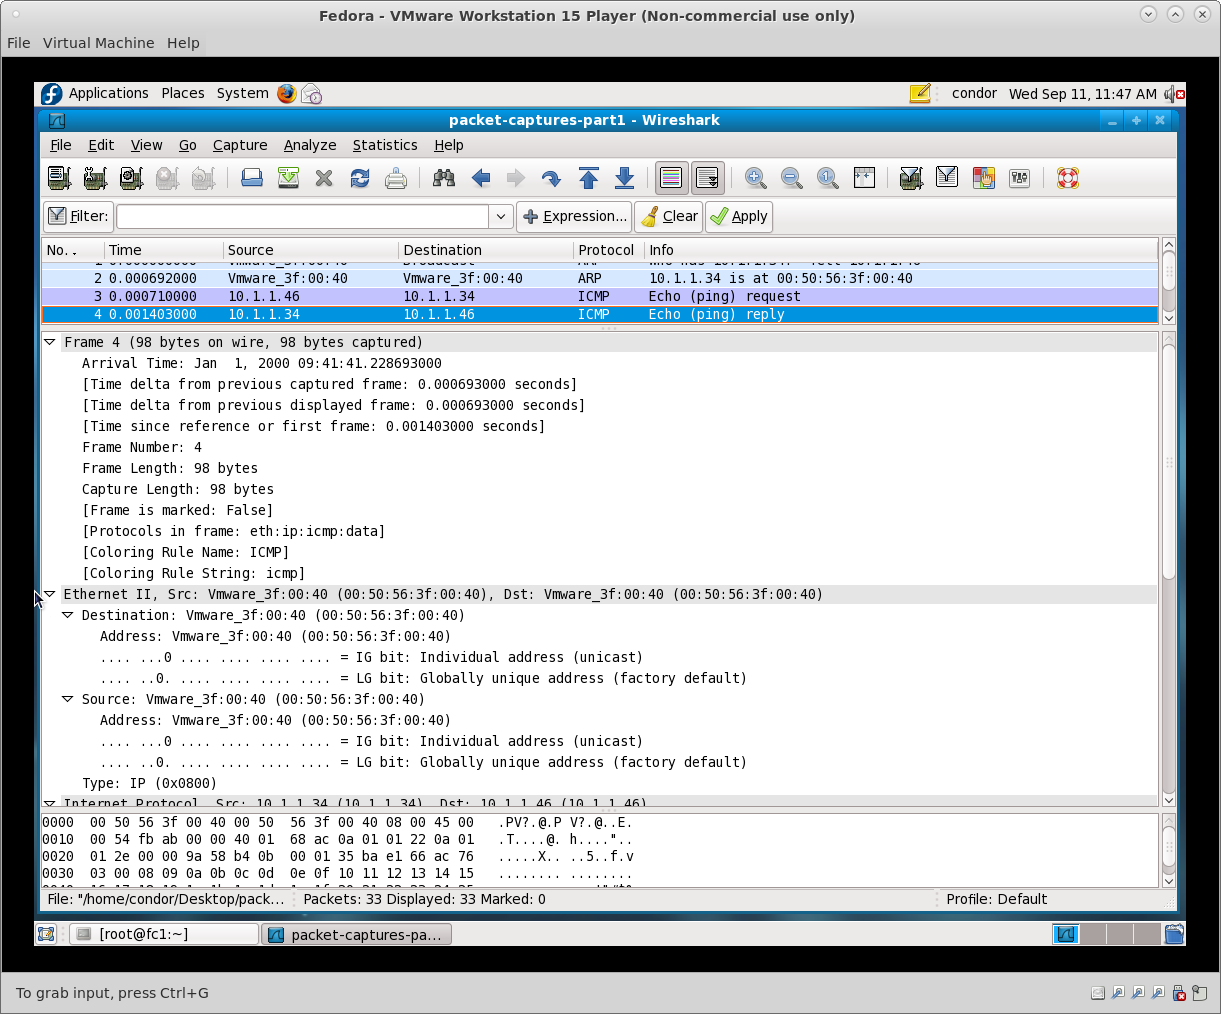 Fedora - VMware Workstation 15 Player (Non-commercial use only)
File Virtual Machine Help
Applications Places System condor Wed Sep 11, 11:47 AM
packet-captures-part1 - Wireshark
File Edit View Go Capture Analyze Statistics Help
Filter: Expression... Clear Apply
No. . Time Source Destination Protocol Info
2 0.000692000 Vmware_3f:00:40 Vmware_3f:00:40 ARP 10.1.1.34 is at 00:50:56:3f:00:40
3 0.000710000 10.1.1.46 10.1.1.34 ICMP Echo (ping) request
4 0.001403000 10.1.1.34 10.1.1.46 ICMP Echo (ping) reply
Frame 4 (98 bytes on wire, 98 bytes captured)
Arrival Time: Jan  1, 2000 09:41:41.228693000
[Time delta from previous captured frame: 0.000693000 seconds]
[Time delta from previous displayed frame: 0.000693000 seconds]
[Time since reference or first frame: 0.001403000 seconds]
Frame Number: 4
Frame Length: 98 bytes
Capture Length: 98 bytes
[Frame is marked: False]
[Protocols in frame: eth:ip:icmp:data]
[Coloring Rule Name: ICMP]
[Coloring Rule String: icmp]
Ethernet II, Src: Vmware_3f:00:40 (00:50:56:3f:00:40), Dst: Vmware_3f:00:40 (00:50:56:3f:00:40)
Destination: Vmware_3f:00:40 (00:50:56:3f:00:40)
Address: Vmware_3f:00:40 (00:50:56:3f:00:40)
.... ...0 .... .... .... .... = IG bit: Individual address (unicast)
.... ..0. .... .... .... .... = LG bit: Globally unique address (factory default)
Source: Vmware_3f:00:40 (00:50:56:3f:00:40)
Address: Vmware_3f:00:40 (00:50:56:3f:00:40)
.... ...0 .... .... .... .... = IG bit: Individual address (unicast)
.... ..0. .... .... .... .... = LG bit: Globally unique address (factory default)
Type: IP (0x0800)
Internet Protocol, Src: 10.1.1.34 (10.1.1.34), Dst: 10.1.1.46 (10.1.1.46)
0000 00 50 56 3f 00 40 00 50 56 3f 00 40 08 00 45 00 .PV?.@.P V?.@..E.
0010 00 54 fb ab 00 00 40 01 68 ac 0a 01 01 22 0a 01 .T....@. h...."..
0020 01 2e 00 00 9a 58 b4 0b 00 01 35 ba e1 66 ac 76 .....X.. ..5..f.v
0030 03 00 08 09 0a 0b 0c 0d 0e 0f 10 11 12 13 14 15 ........ ........
File: "/home/condor/Desktop/pack... Packets: 33 Displayed: 33 Marked: 0 Profile: Default
[root@fc1:~] packet-captures-pa...
To grab input, press Ctrl+G